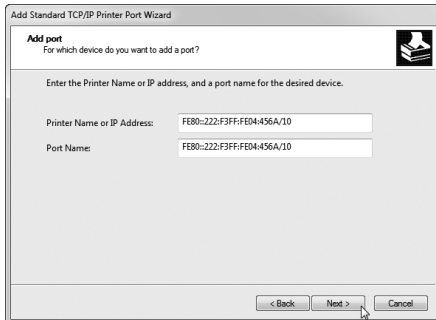 Add Standard TCP/IP Printer Port Wizard
Add port
For which device do you want to add a port?
Enter the Printer Name or IP address, and a port name for the desired device.
Printer Name or IP Address: FE80::222:F3FF:FE04:456A/10
Port Name: FE80::222:F3FF:FE04:456A/10
< Back Next > Cancel